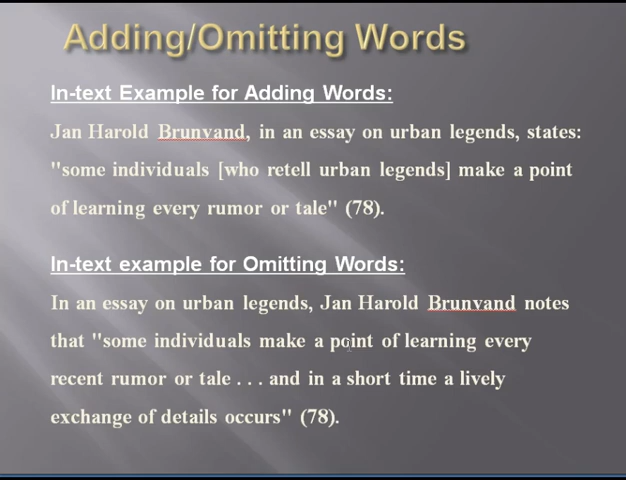 Adding/Omitting Words
In-text Example for Adding Words:
Jan Harold Brunvand, in an essay on urban legends, states:
"some individuals [who retell urban legends] make a point
of learning every rumor or tale" (78).
In-text example for Omitting Words:
In an essay on urban legends, Jan Harold Brunvand notes
that "some individuals make a point of learning every
recent rumor or tale . . . and in a short time a lively
exchange of details occurs" (78).